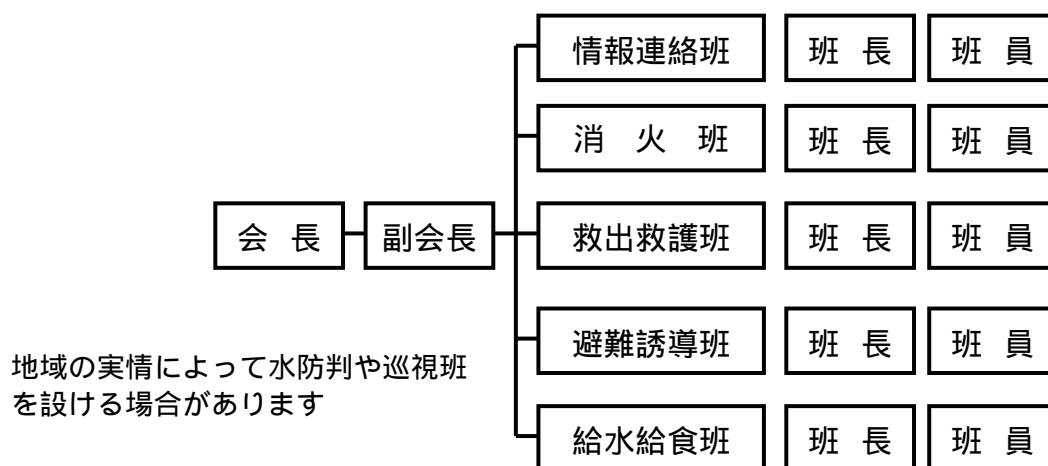 情報連絡班 班 長 班 員
消 火 班 班 長 班 員
会 長 副会長 救出救護班 班 長 班 員
避難誘導班 班 長 班 員
地域の実情によって水防判や巡視班
を設ける場合があります
給水給食班 班 長 班 員